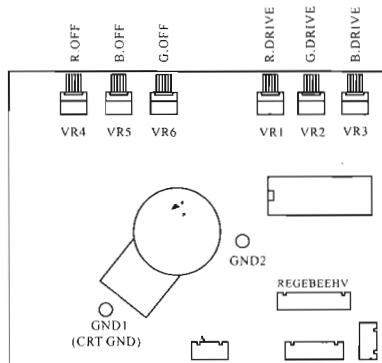 R.OFF
B.OFF
G.OFF
R.DRIVE
G.DRIVE
B.DRIVE
VR4
VR5
VR6
VR1
VR2
VR3
GND2
REGEBEEHV
GND1
(CRT GND)